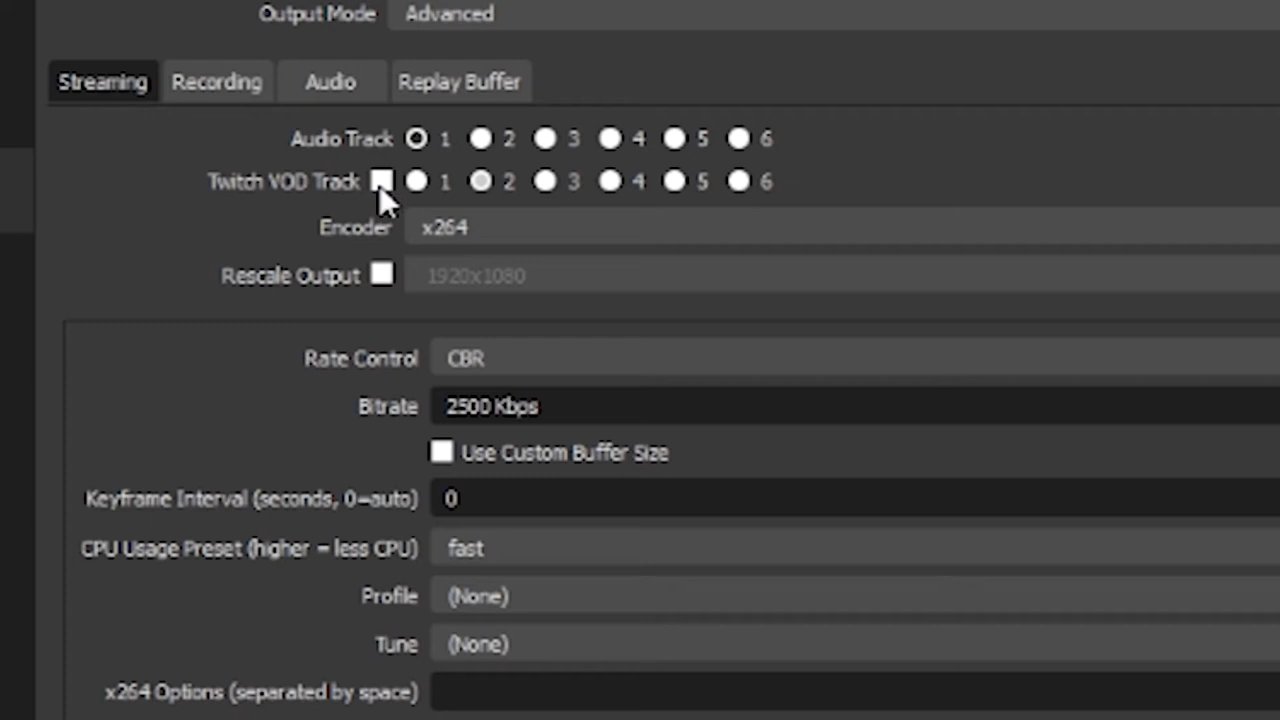 Output Mode Advanced
Streaming Recording Audio Replay Buffer
Audio Track 1 2 3 4 5 6
Twitch VOD Track 1 2 3 4 5 6
Encoder x264
Rescale Output 1920x1080
Rate Control CBR
Bitrate 2500 Kbps
Use Custom Buffer Size
Keyframe Interval (seconds, 0=auto) 0
CPU Usage Preset (higher = less CPU) fast
Profile (None)
Tune (None)
x264 Options (separated by space)